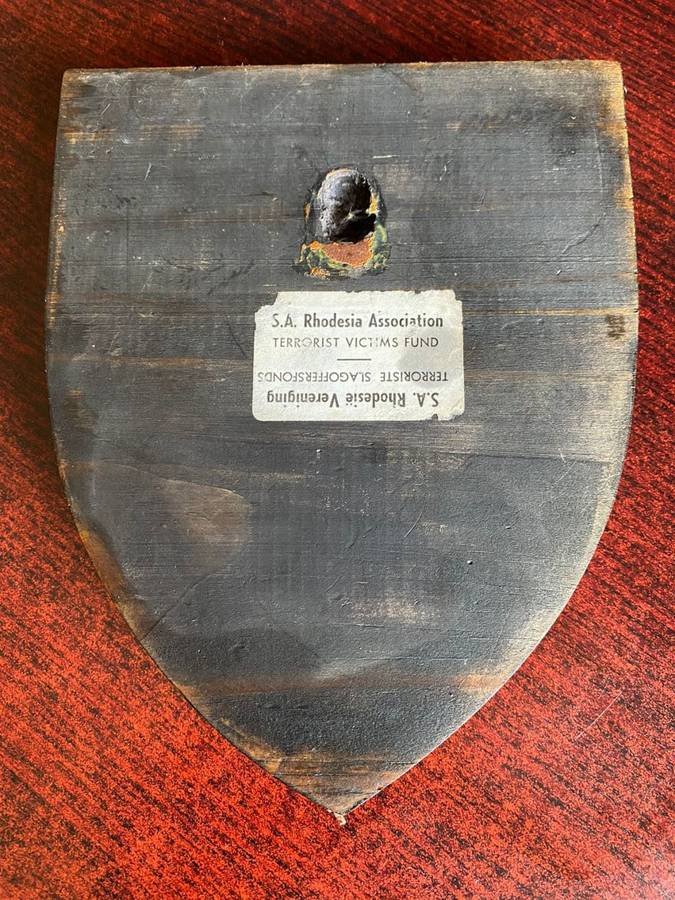 S.A. Rhodesia Association
TERRORIST VICTIMS FUND
S.A. Rhodesië Vereniging
TERRORISTE SLAGOFFERSFONDS